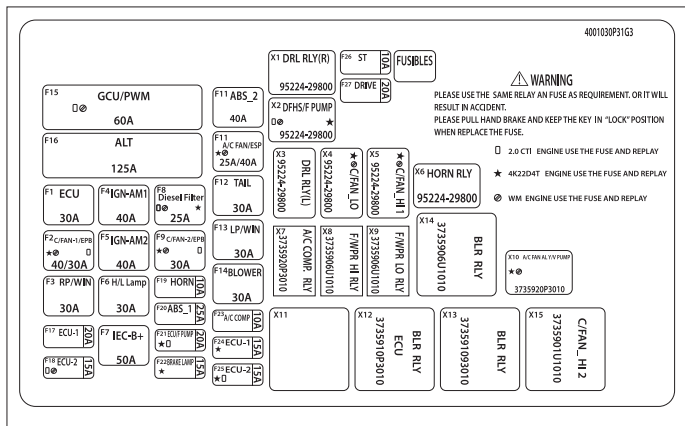 4001030P31G3
X1 DRL RLY(R)
95224-29800
F26 ST 10A
FUSIBLES
F27 DRIVE 20A
X2 DFHS/F PUMP
95224-29800
WARNING
PLEASE USE THE SAME RELAY AN FUSE AS REQUIREMENT. OR IT WILL
RESULT IN ACCIDENT.
PLEASE PULL HAND BRAKE AND KEEP THE KEY IN "LOCK" POSITION
WHEN REPLACE THE FUSE.
2.0 CTI ENGINE USE THE FUSE AND REPLAY
★ 4K22D4T ENGINE USE THE FUSE AND REPLAY
WM ENGINE USE THE FUSE AND REPLAY
F15 GCU/PWM
60A
F16 ALT
125A
F11 ABS_2
40A
F11 A/C FAN/ESP
25A/40A
F1 ECU
30A
F4 IGN-AM1
40A
F8 Diesel Filter
25A
F12 TAIL
30A
F2 C/FAN-1/EPB
40/30A
F5 IGN-AM2
40A
F9 C/FAN-2/EPB
30A
F13 LP/WIN
30A
F3 RP/WIN
30A
F6 H/L Lamp
30A
F19 HORN 10A
F14 BLOWER
30A
F20 ABS_1 25A
F17 ECU-1 20A
F7 IEC-B+
50A
F21 ECU/F PUMP 20A
F23 A/C COMP 10A
F18 ECU-2 15A
F22 BRAKE LAMP 15A
F24 ECU-1 15A
F25 ECU-2 15A
X3 DRL RLY(L)
95224-29800
X4 C/FAN_LO
95224-29800
X5 C/FAN_HI 1
95224-29800
X6 HORN RLY
95224-29800
X7 A/C COMP. RLY
3735920P3010
X8 F/WPR HI RLY
3735906U1010
X9 F/WPR LO RLY
3735906U1010
X14 BLR RLY
3735906U1010
X10 A/C FAN ALY/V PUMP
3735920P3010
X11
X12 BLR RLY
ECU
3735910P3010
X13 BLR RLY
373591093010
X15 C/FAN_ HI 2
3735901U1010